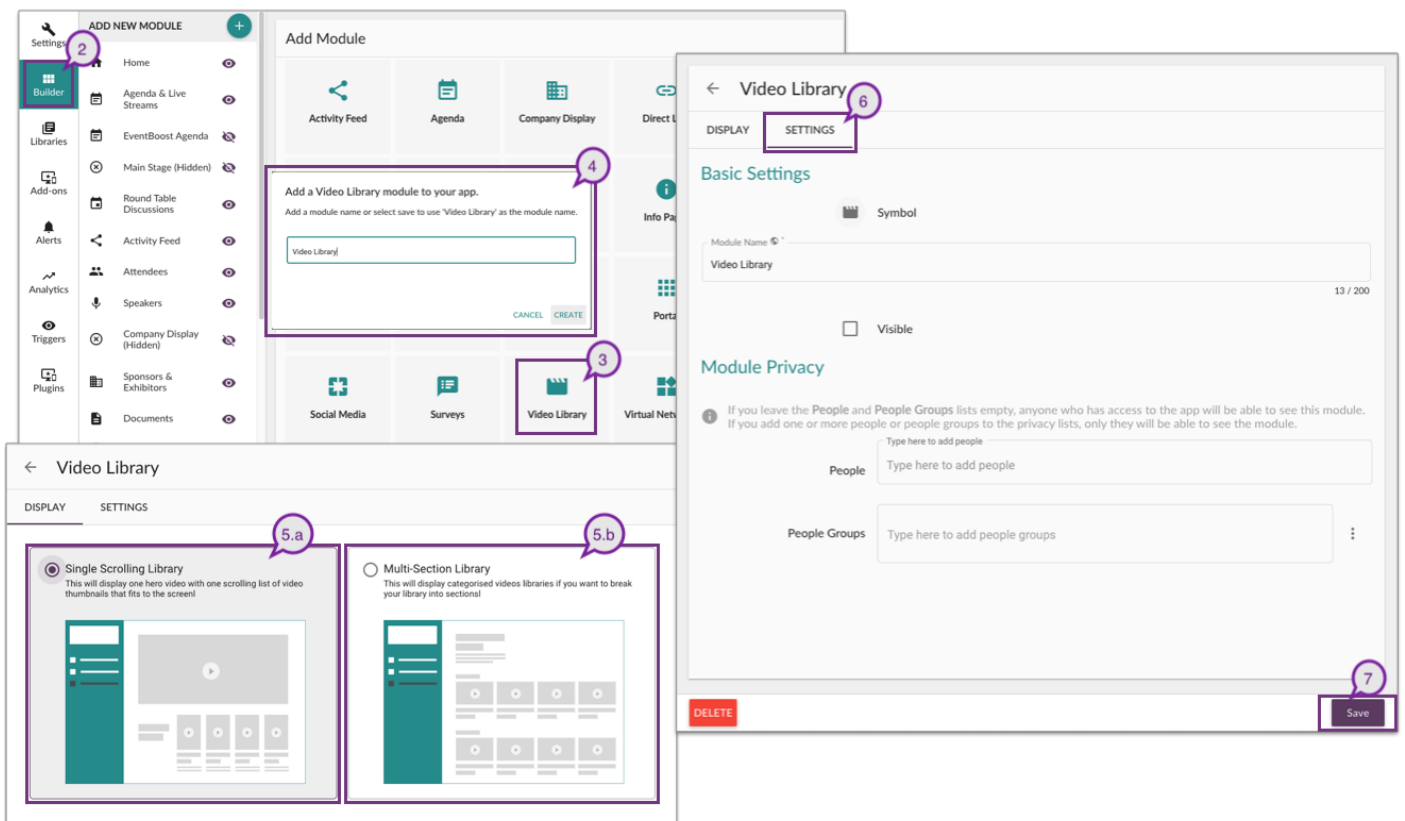 Settings
2
Builder
Libraries
Add-ons
Alerts
Analytics
Triggers
Plugins
ADD NEW MODULE
+
Home
Agenda & Live
Streams
EventBoost Agenda
Main Stage (Hidden)
Round Table
Discussions
Activity Feed
Attendees
Speakers
Company Display
(Hidden)
Sponsors &
Exhibitors
Documents
Add Module
Activity Feed
Agenda
Company Display
Direct L
4
Add a Video Library module to your app.
Add a module name or select save to use 'Video Library' as the module name.
Video Library
CANCEL
CREATE
Info Pa
Porta
3
Social Media
Surveys
Video Library
Virtual Netw
← Video Library
DISPLAY
SETTINGS
5.a
Single Scrolling Library
This will display one hero video with one scrolling list of video
thumbnails that fits to the screen!
5.b
Multi-Section Library
This will display categorised videos libraries if you want to break
your library into sections!
← Video Library
6
DISPLAY
SETTINGS
Basic Settings
Symbol
Module Name
Video Library
13 / 200
Visible
Module Privacy
If you leave the People and People Groups lists empty, anyone who has access to the app will be able to see this module.
If you add one or more people or people groups to the privacy lists, only they will be able to see the module.
Type here to add people
People
Type here to add people
People Groups
Type here to add people groups
7
DELETE
Save